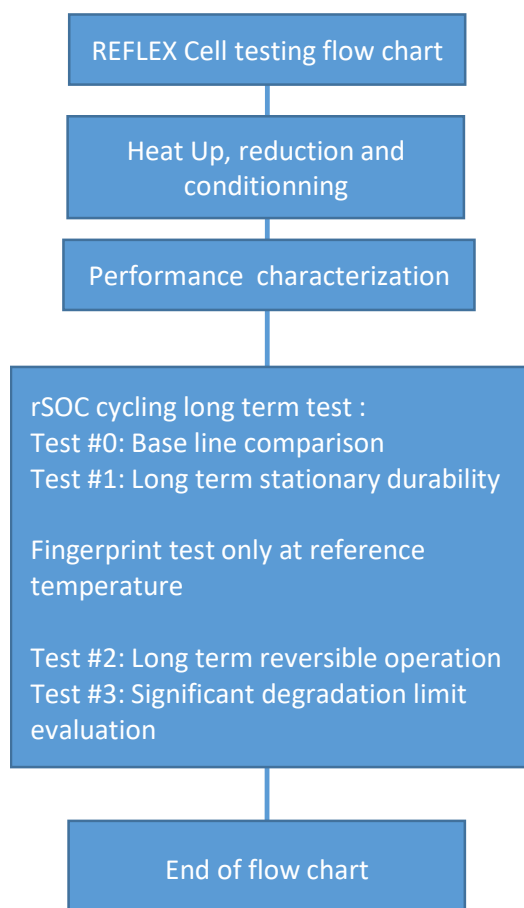 REFLEX Cell testing flow chart
Heat Up, reduction and
conditionning
Performance  characterization
rSOC cycling long term test :
Test #0: Base line comparison
Test #1: Long term stationary durability
Fingerprint test only at reference
temperature
Test #2: Long term reversible operation
Test #3: Significant degradation limit
evaluation
End of flow chart